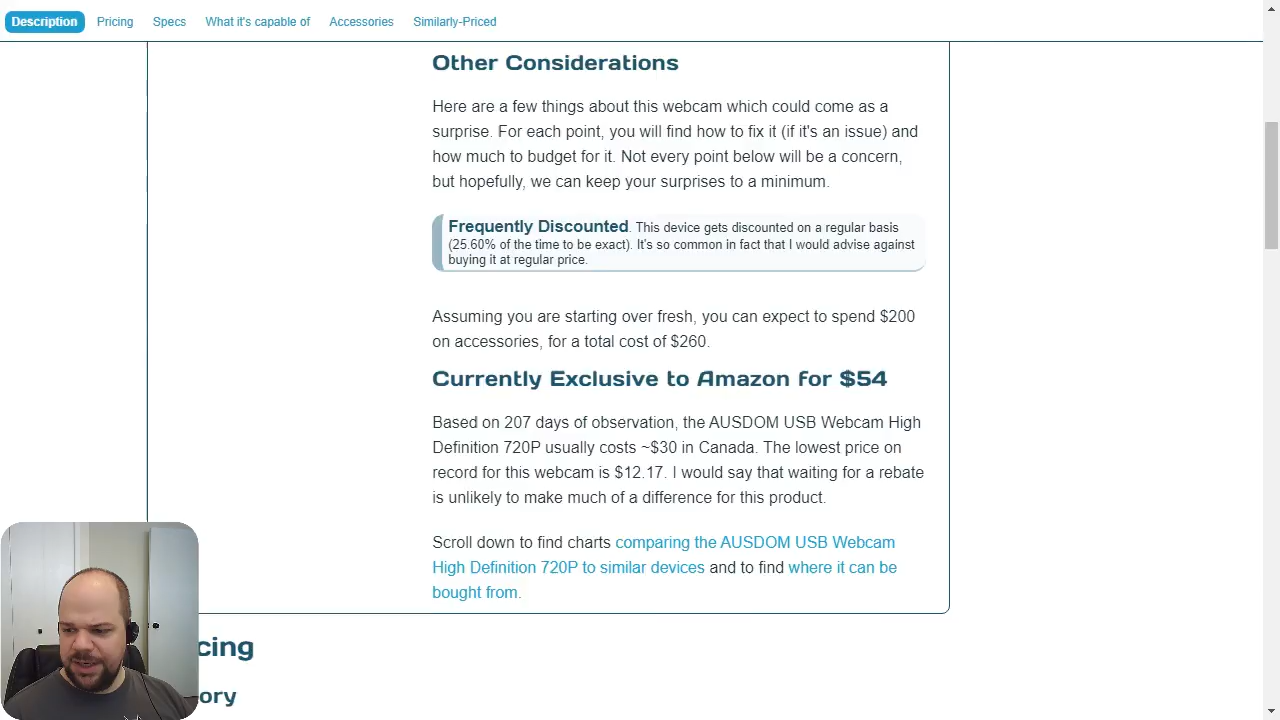 Description Pricing Specs What it's capable of Accessories Similarly-Priced
Other Considerations
Here are a few things about this webcam which could come as a
surprise. For each point, you will find how to fix it (if it's an issue) and
how much to budget for it. Not every point below will be a concern,
but hopefully, we can keep your surprises to a minimum.
Frequently Discounted. This device gets discounted on a regular basis
(25.60% of the time to be exact). It's so common in fact that I would advise against
buying it at regular price.
Assuming you are starting over fresh, you can expect to spend $200
on accessories, for a total cost of $260.
Currently Exclusive to Amazon for $54
Based on 207 days of observation, the AUSDOM USB Webcam High
Definition 720P usually costs ~$30 in Canada. The lowest price on
record for this webcam is $12.17. I would say that waiting for a rebate
is unlikely to make much of a difference for this product.
Scroll down to find charts comparing the AUSDOM USB Webcam
High Definition 720P to similar devices and to find where it can be
bought from.
cing
ory